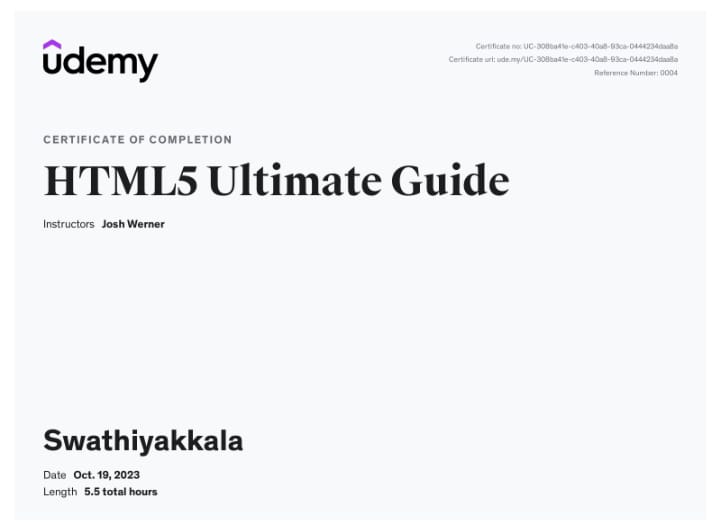 udemy
Certificate no: UC-308ba41e-c403-40a8-93ca-0444234daa8a
Certificate url: ude.my/UC-308ba41e-c403-40a8-93ca-0444234daa8a
Reference Number: 0004
CERTIFICATE OF COMPLETION
HTML5 Ultimate Guide
Instructors Josh Werner
Swathiyakkala
Date Oct. 19, 2023
Length 5.5 total hours